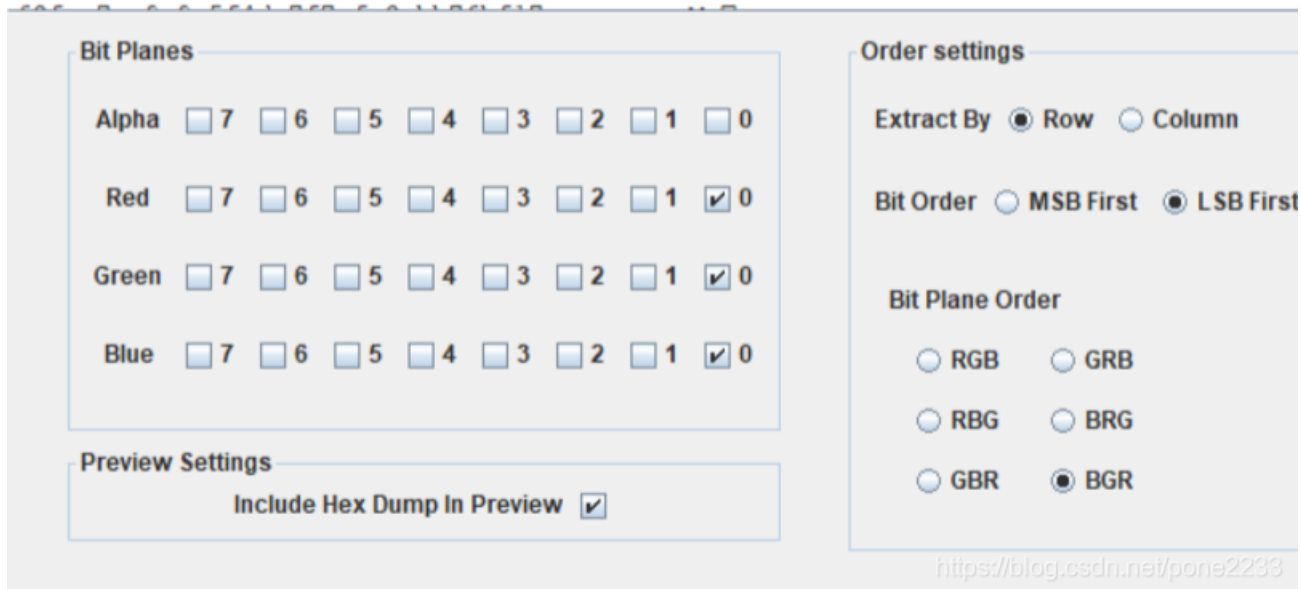 Bit Planes
Alpha 7 6 5 4 3 2 1 0
Red 7 6 5 4 3 2 1 0
Green 7 6 5 4 3 2 1 0
Blue 7 6 5 4 3 2 1 0
Preview Settings
Include Hex Dump In Preview
Order settings
Extract By Row Column
Bit Order MSB First LSB First
Bit Plane Order
RGB GRB
RBG BRG
GBR BGR
https://blog.csdn.net/pone2233